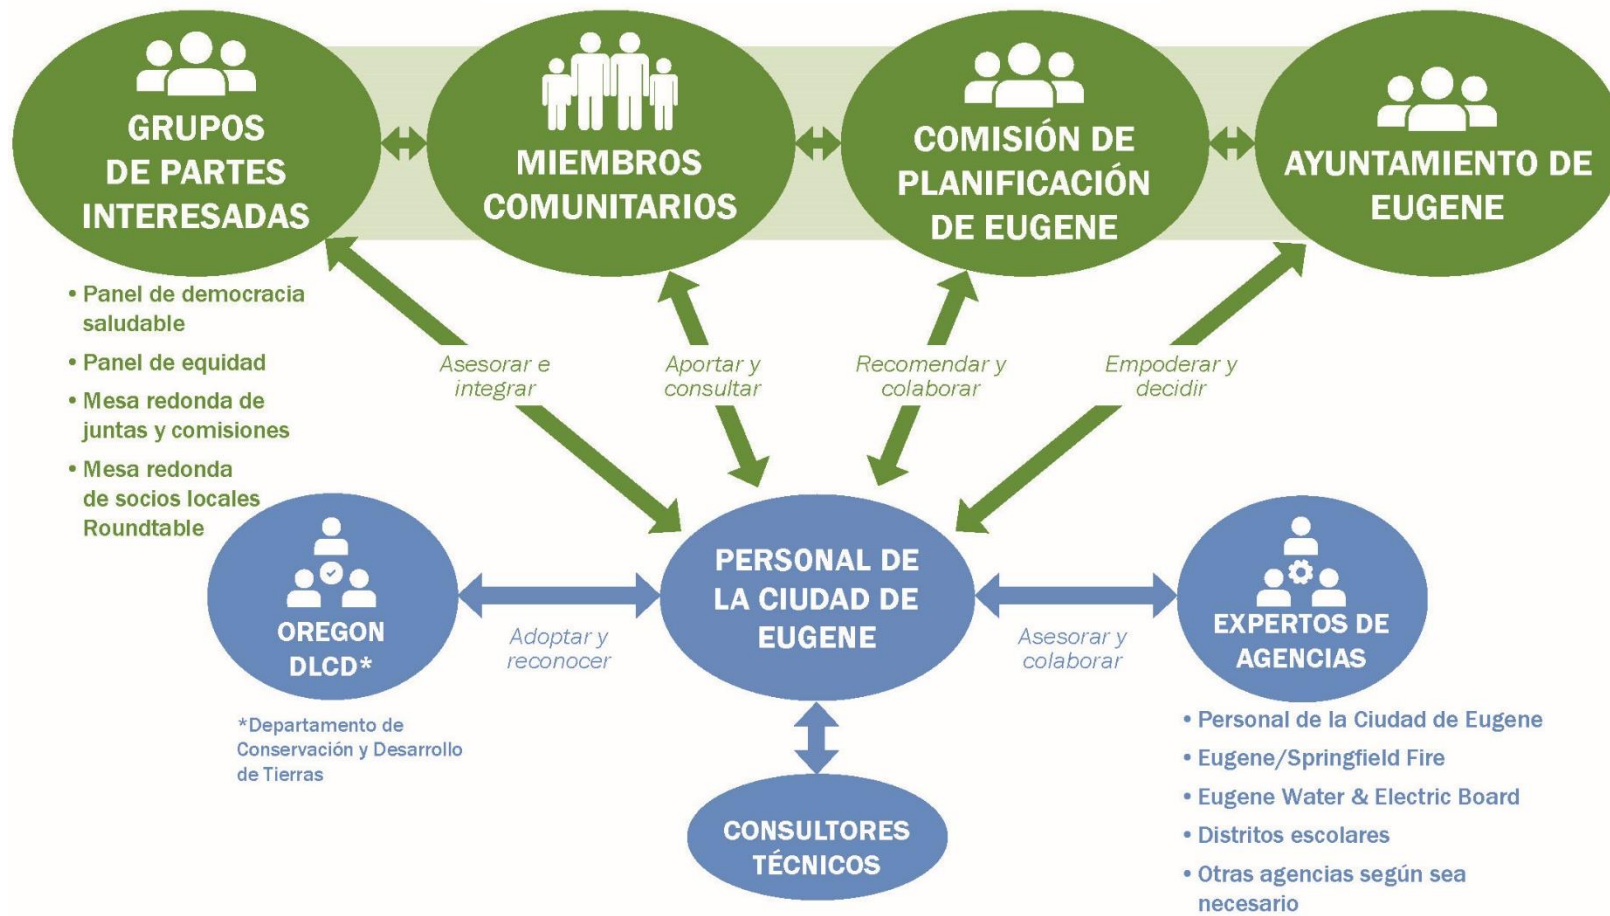 GRUPOS
DE PARTES
INTERESADAS
MIEMBROS
COMUNITARIOS
COMISIÓN DE
PLANIFICACIÓN
DE EUGENE
AYUNTAMIENTO DE
EUGENE
• Panel de democracia
saludable
• Panel de equidad
• Mesa redonda de
juntas y comisiones
• Mesa redonda
de socios locales
Roundtable
Asesorar e
integrar
Aportar y
consultar
Recomendar y
colaborar
Empoderar y
decidir
OREGON
DLCD*
Adoptar y
reconocer
PERSONAL DE
LA CIUDAD DE
EUGENE
Asesorar y
colaborar
EXPERTOS DE
AGENCIAS
*Departamento de
Conservación y Desarrollo
de Tierras
CONSULTORES
TÉCNICOS
• Personal de la Ciudad de Eugene
• Eugene/Springfield Fire
• Eugene Water & Electric Board
• Distritos escolares
• Otras agencias según sea
necesario